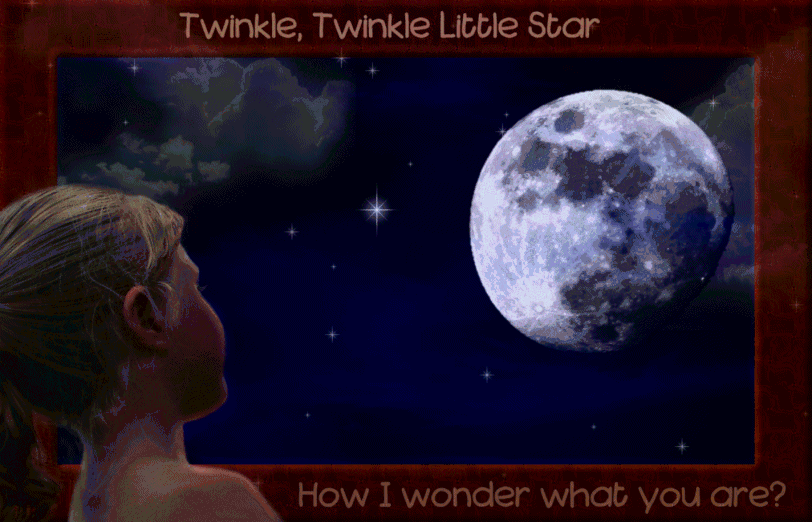 Twinkle, Twinkle Little Star
How I wonder what you are?